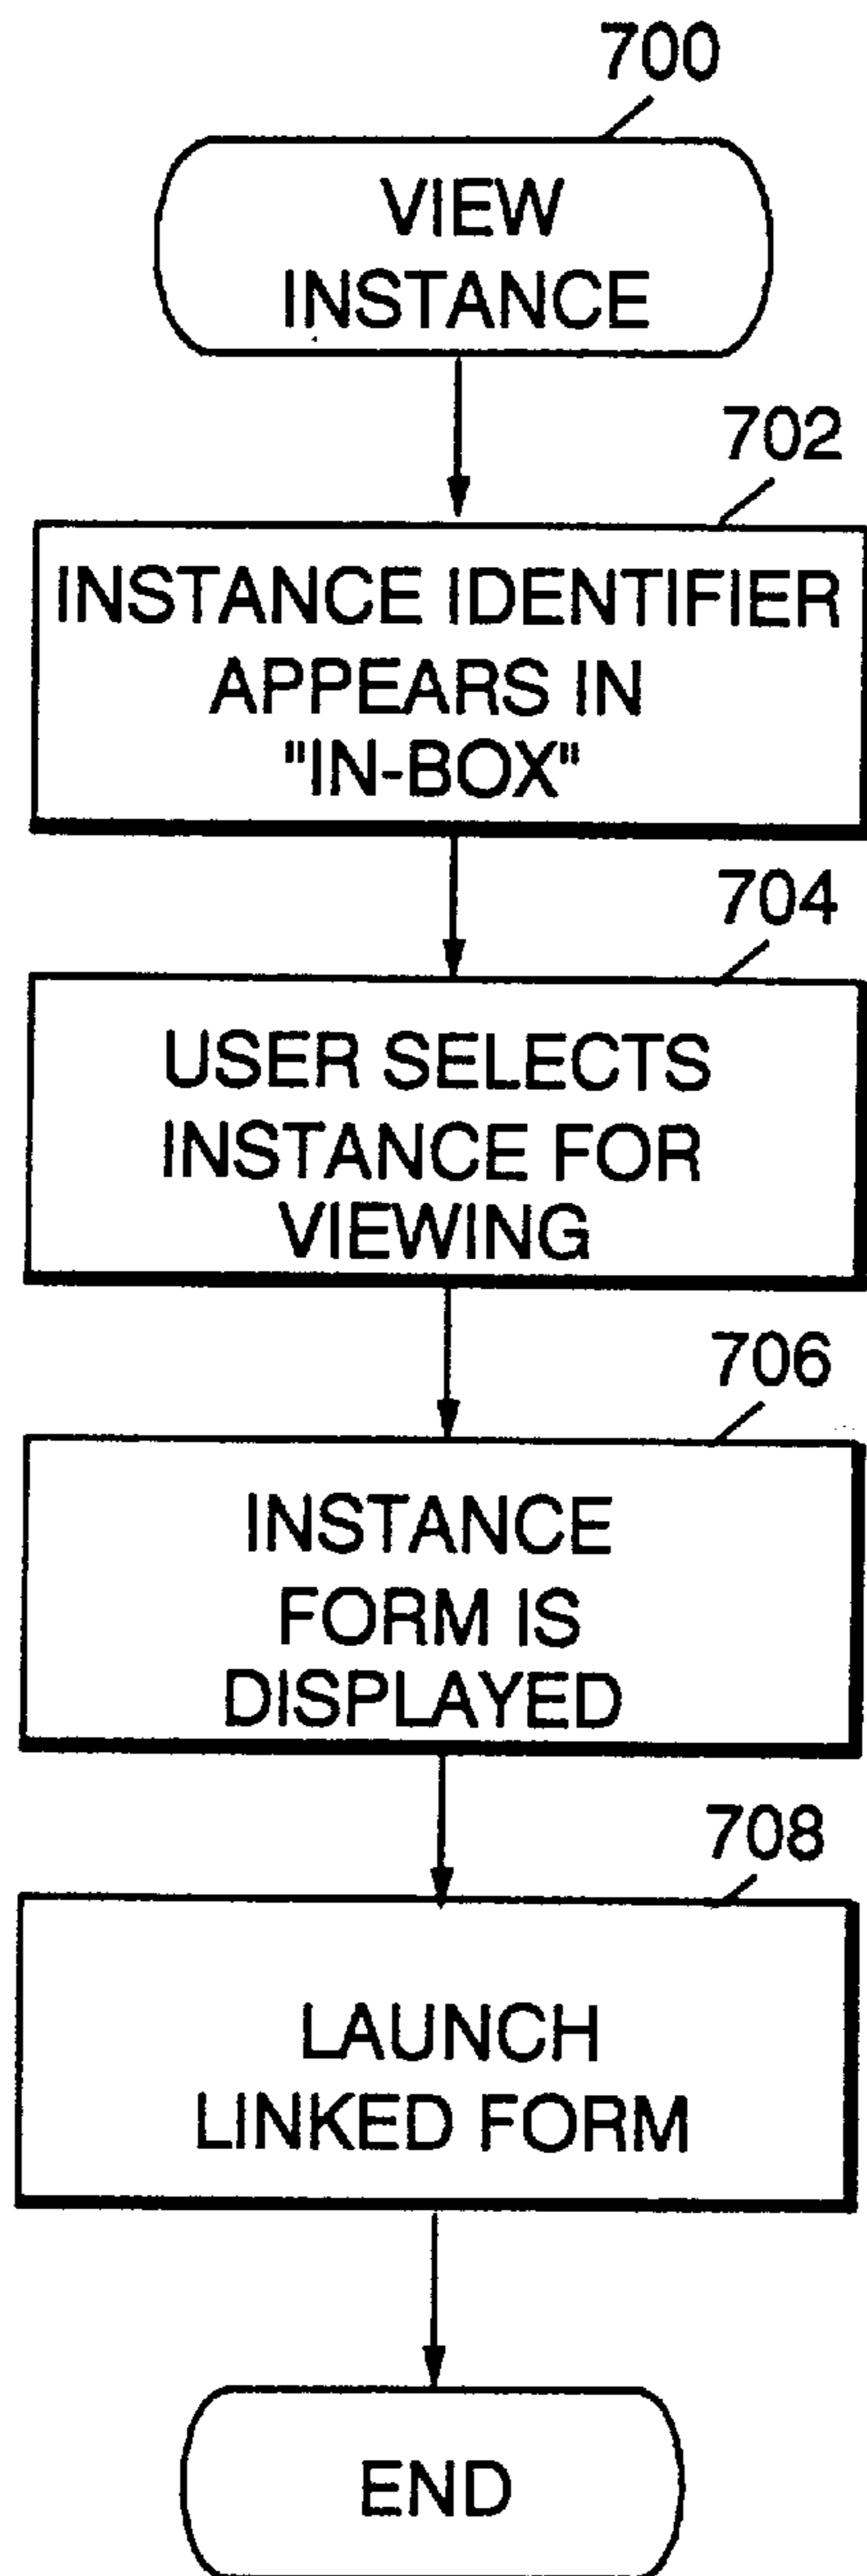 700
VIEW
INSTANCE
702
INSTANCE IDENTIFIER
APPEARS IN
"IN-BOX"
704
USER SELECTS
INSTANCE FOR
VIEWING
706
INSTANCE
FORM IS
DISPLAYED
708
LAUNCH
LINKED FORM
END